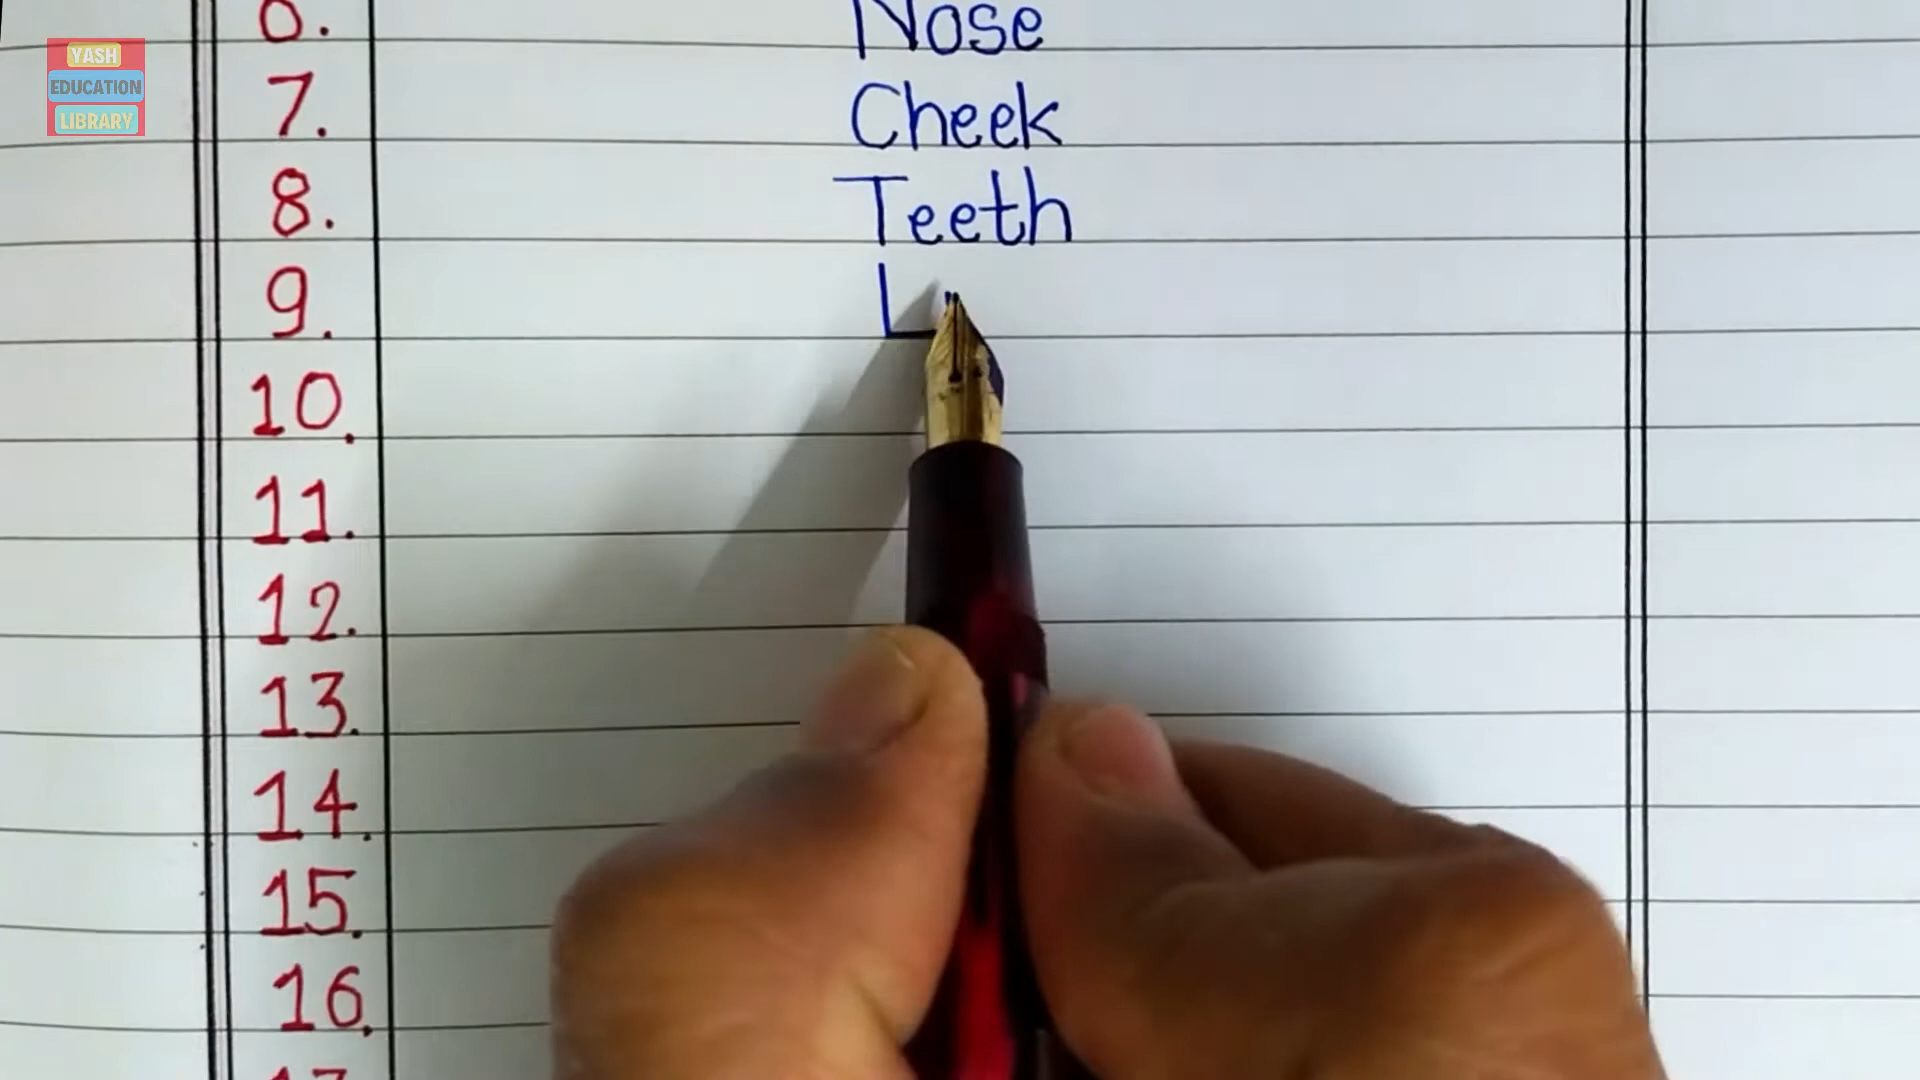 YASH
EDUCATION
LIBRARY
6. Nose
7. Cheek
8. Teeth
9. L
10.
11.
12.
13.
14.
15.
16.